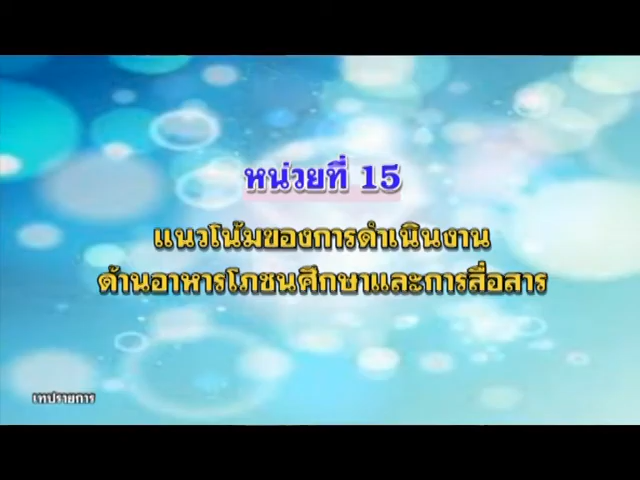 หน่วยที่ 15
แนวโน้มของการดำเนินงาน
ด้านอาหารโภชนศึกษาและการสื่อสาร
เทปรายการ